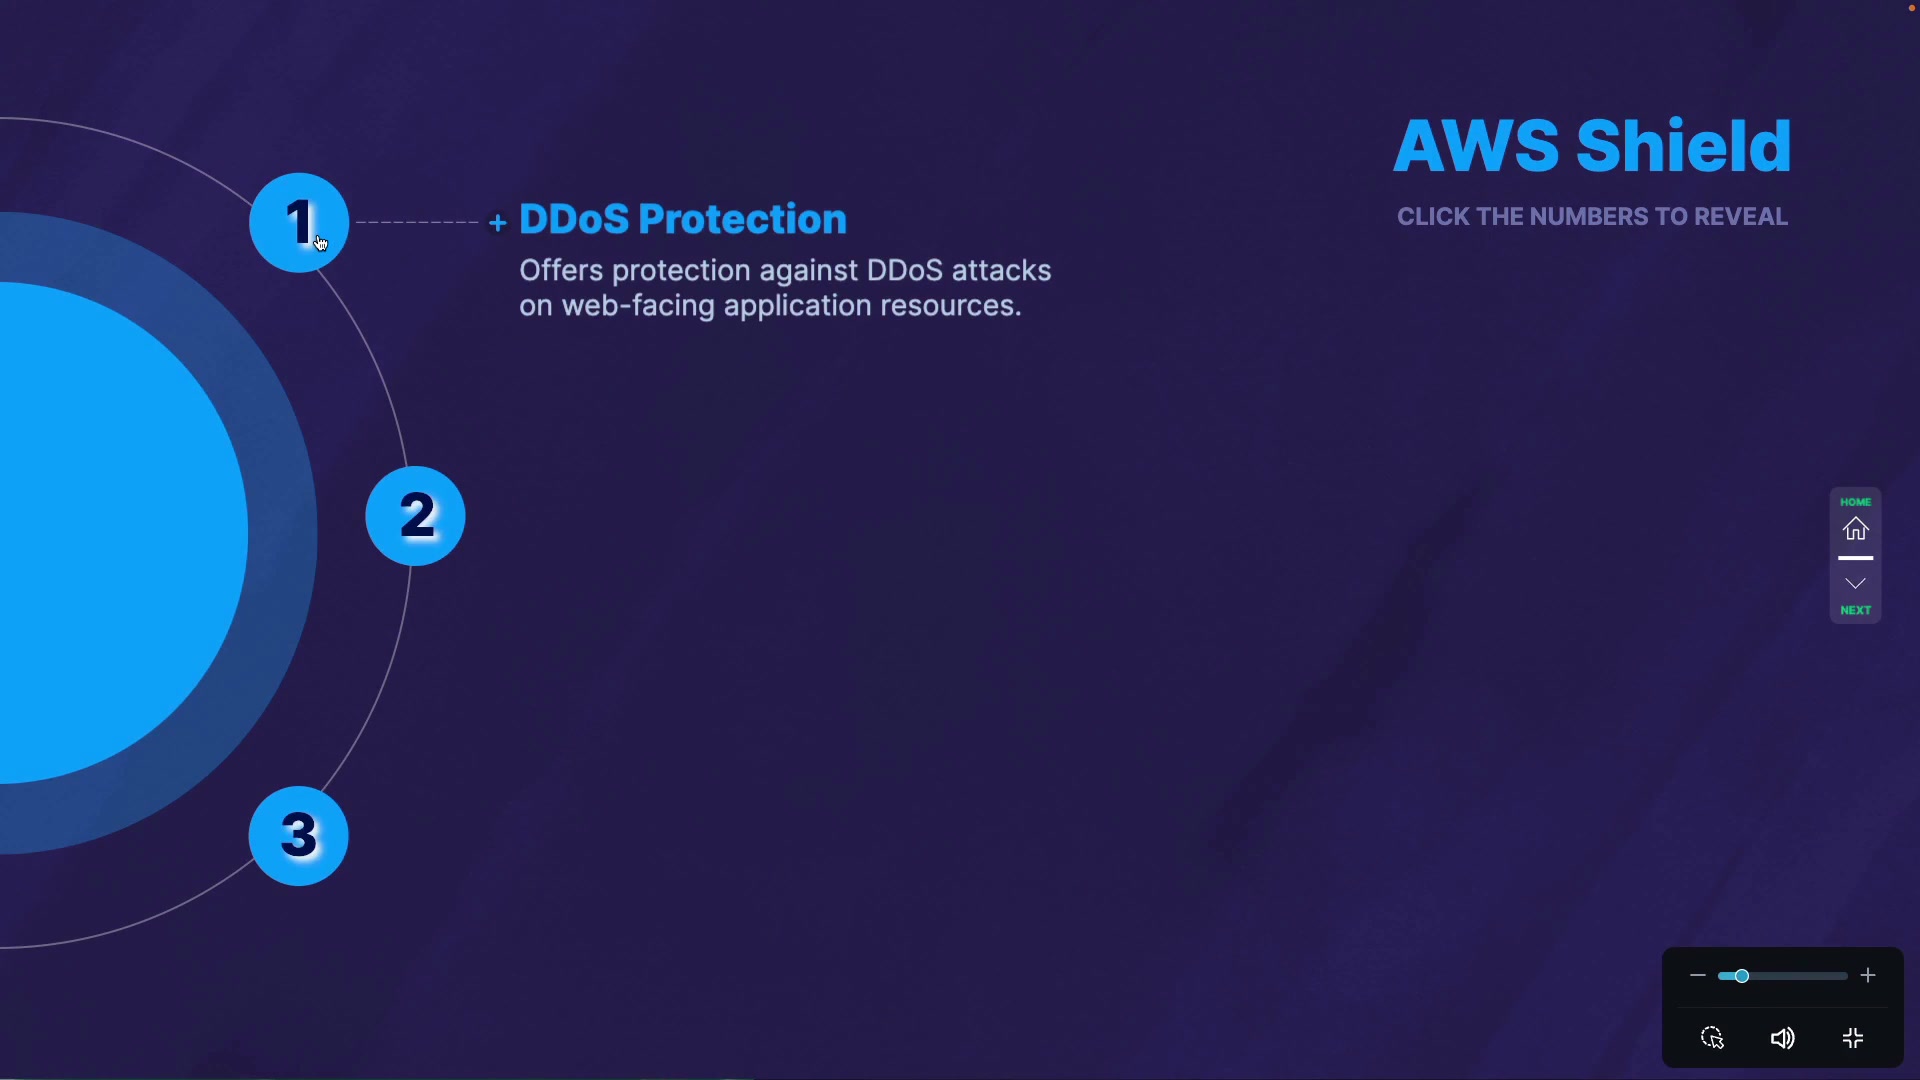 AWS Shield
CLICK THE NUMBERS TO REVEAL
1
+ DDoS Protection
Offers protection against DDoS attacks
on web-facing application resources.
2
3
HOME
NEXT